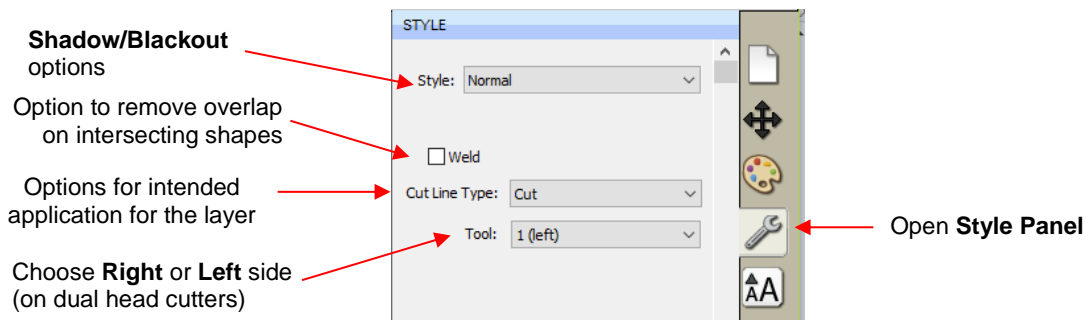 STYLE
Shadow/Blackout
options
Style: Normal
Option to remove overlap
on intersecting shapes
Weld
Options for intended
application for the layer
Cut Line Type: Cut
Tool: 1 (left)
Open Style Panel
Choose Right or Left side
(on dual head cutters)
AA